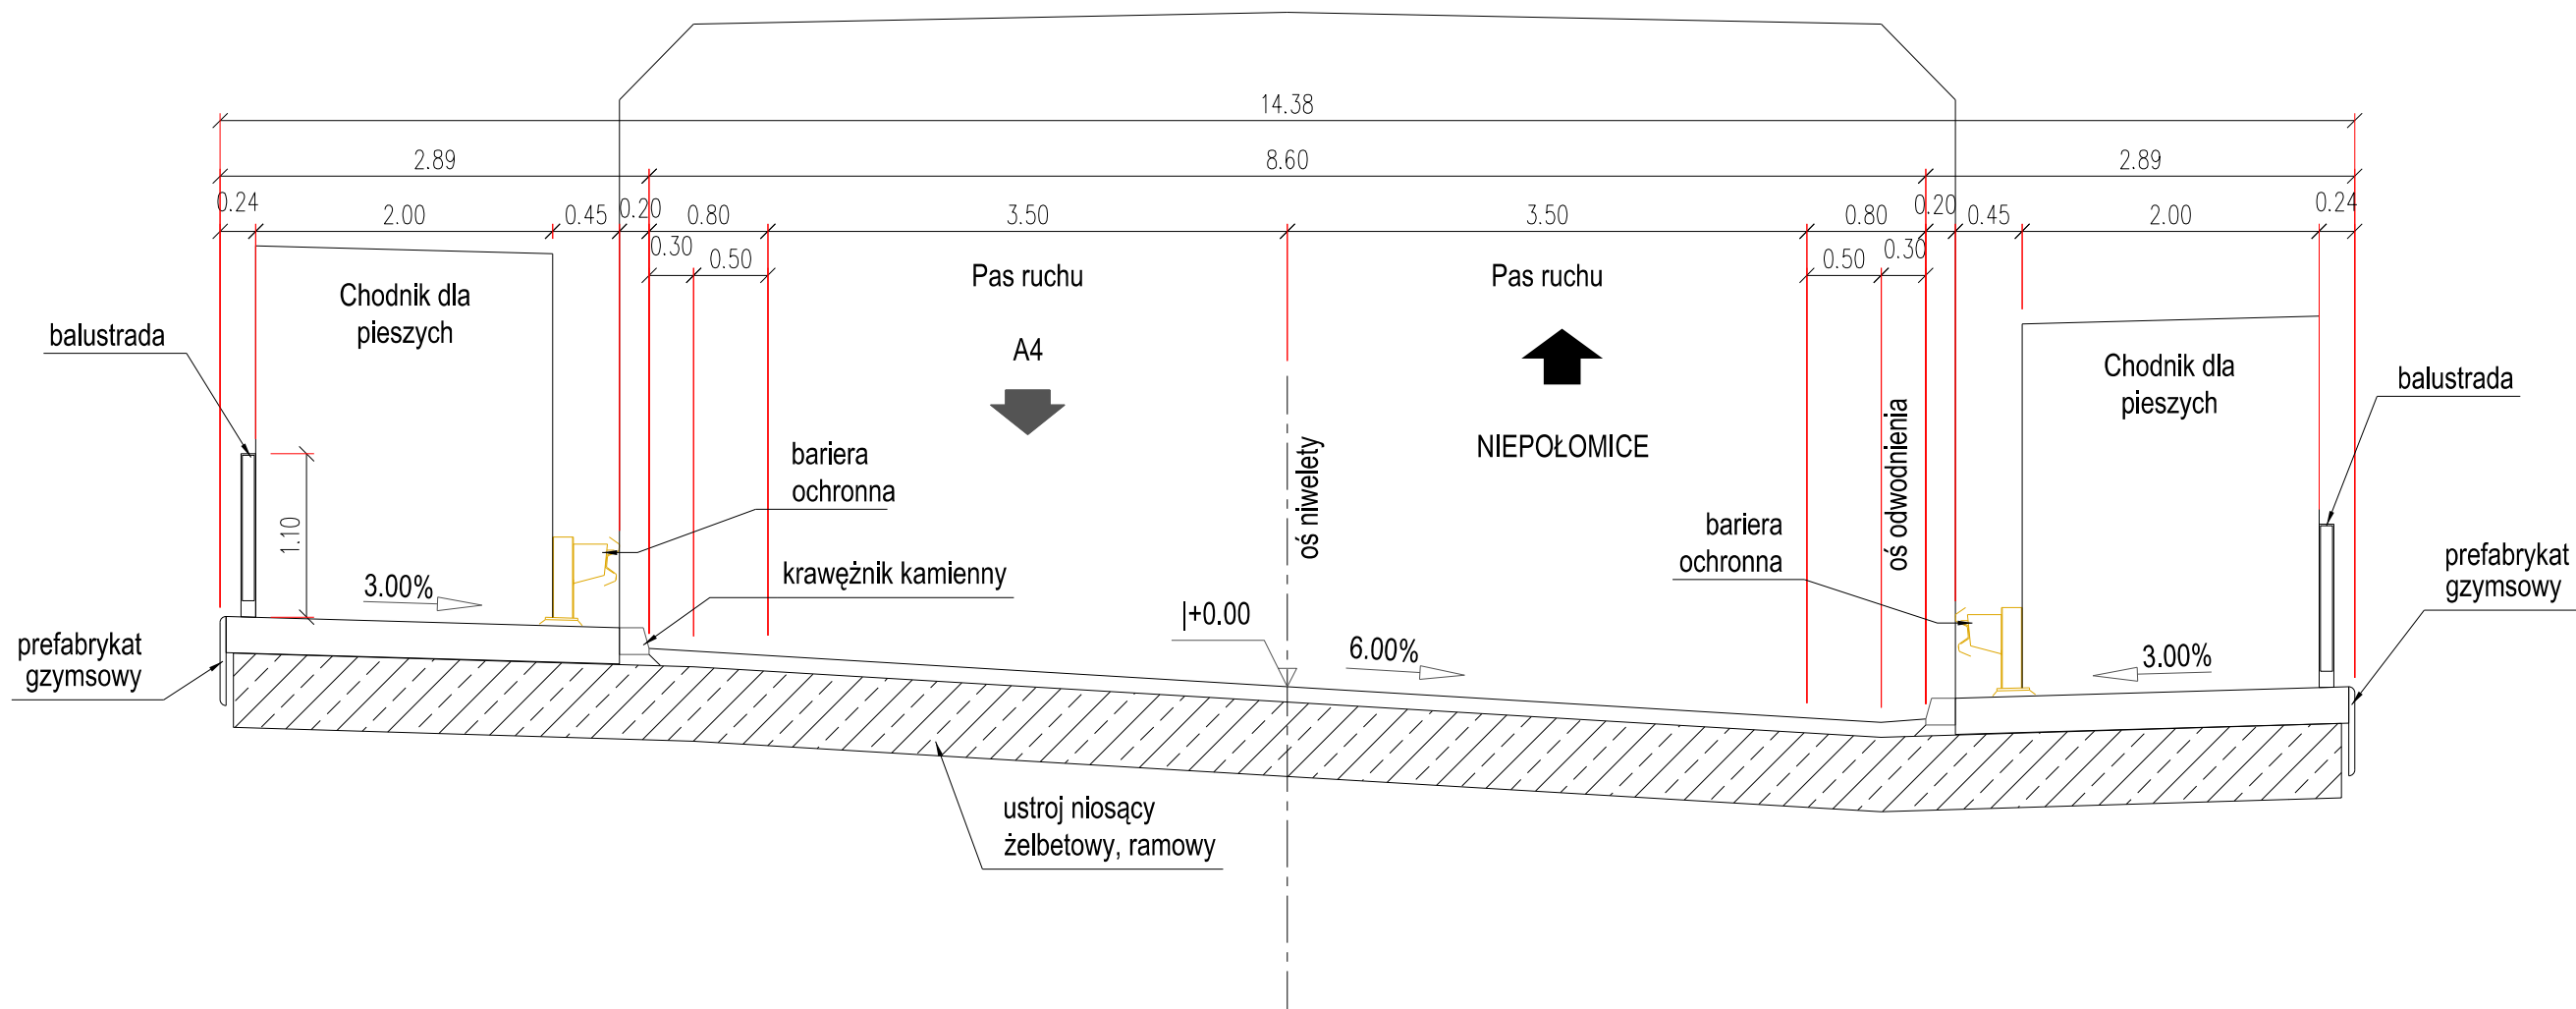 14.38
2.89
8.60
2.89
0.24
2.00
0.45
0.20
0.80
3.50
3.50
0.80
0.20
0.45
2.00
0.24
0.30
0.50
0.50
0.30
Chodnik dla
pieszych
Pas ruchu
A4
Pas ruchu
NIEPOŁOMICE
Chodnik dla
pieszych
balustrada
balustrada
1.10
bariera
ochronna
krawężnik kamienny
oś niwelety
oś odwodnienia
bariera
ochronna
3.00%
|+0.00
6.00%
3.00%
prefabrykat
gzymsowy
prefabrykat
gzymsowy
ustroj niosący
żelbetowy, ramowy